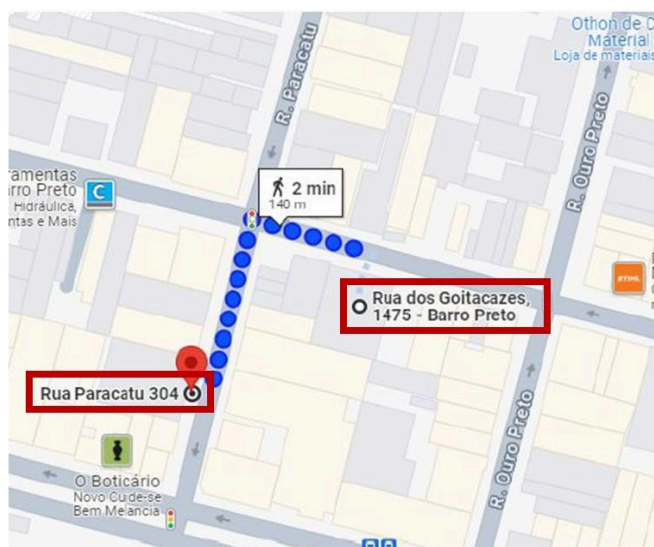 Othon de O
Material
Loja de materiais
R. Paracatu
R. Ouro Preto
ramentas
rro Preto
Hidráulica,
ntas e Mais
C
2 min
140 m
STIHL
Rua dos Goitacazes,
1475 - Barro Preto
Rua Paracatu 304
R. Ouro Preto
O Boticário
Novo Cuide-se
Bem Melancia